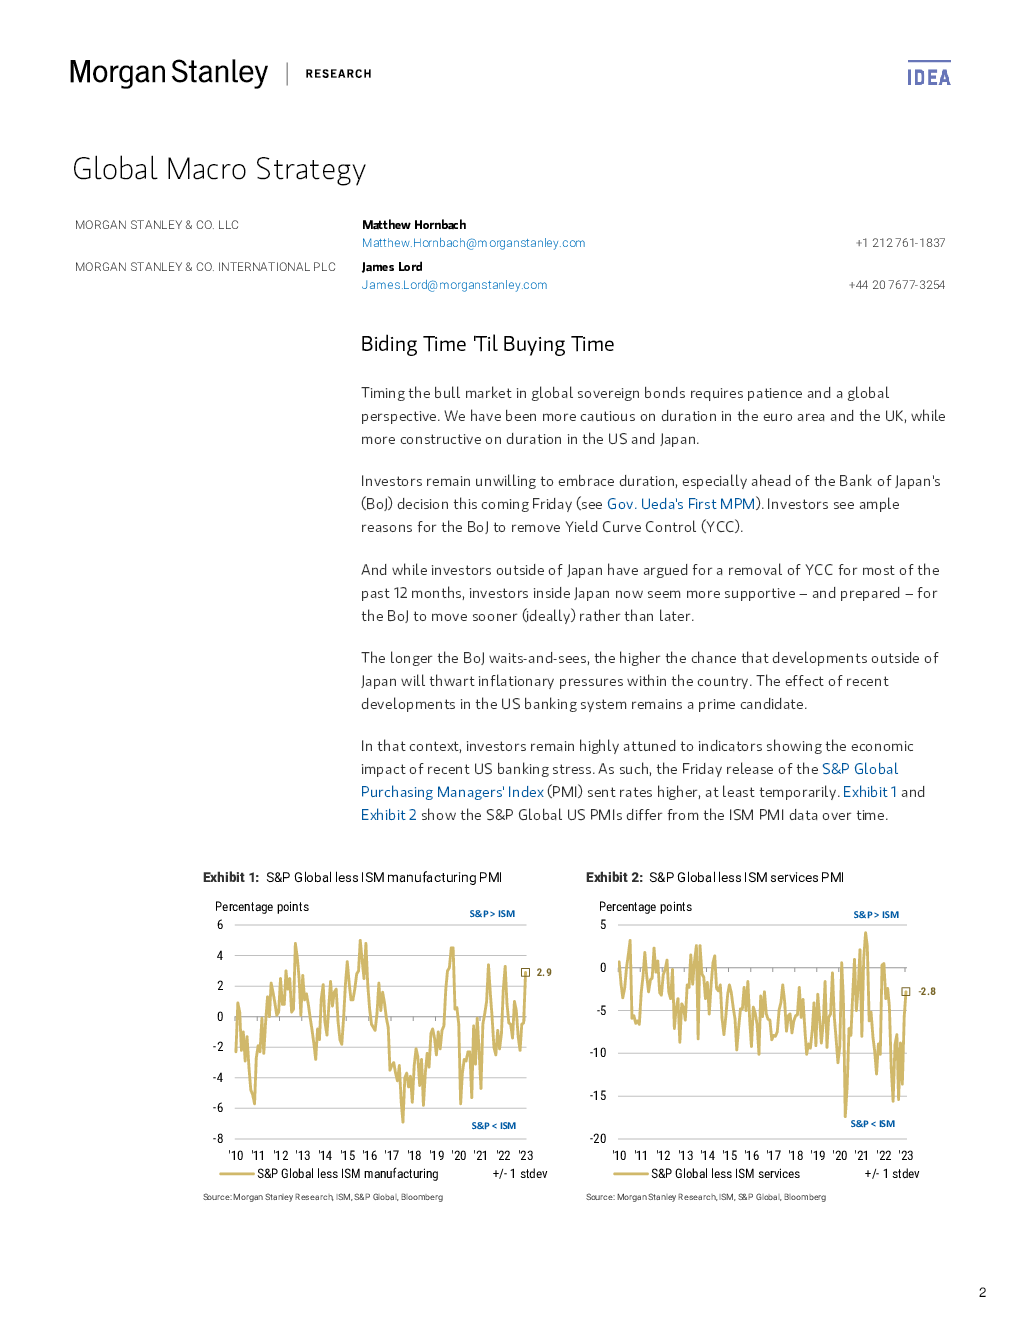 Morgan Stanley | RESEARCH
IDEA
Global Macro Strategy
MORGAN STANLEY & CO. LLC
Matthew Hornbach
Matthew.Hornbach@morganstanley.com
+1 212 761-1837
MORGAN STANLEY & CO. INTERNATIONAL PLC
James Lord
James.Lord@morganstanley.com
+44 20 7677-3254
Biding Time 'Til Buying Time
Timing the bull market in global sovereign bonds requires patience and a global
perspective. We have been more cautious on duration in the euro area and the UK, while
more constructive on duration in the US and Japan.
Investors remain unwilling to embrace duration, especially ahead of the Bank of Japan's
(BoJ) decision this coming Friday (see Gov. Ueda's First MPM). Investors see ample
reasons for the BoJ to remove Yield Curve Control (YCC).
And while investors outside of Japan have argued for a removal of YCC for most of the
past 12 months, investors inside Japan now seem more supportive – and prepared – for
the BoJ to move sooner (ideally) rather than later.
The longer the BoJ waits-and-sees, the higher the chance that developments outside of
Japan will thwart inflationary pressures within the country. The effect of recent
developments in the US banking system remains a prime candidate.
In that context, investors remain highly attuned to indicators showing the economic
impact of recent US banking stress. As such, the Friday release of the S&P Global
Purchasing Managers' Index (PMI) sent rates higher, at least temporarily. Exhibit 1 and
Exhibit 2 show the S&P Global US PMIs differ from the ISM PMI data over time.
Exhibit 1: S&P Global less ISM manufacturing PMI
Percentage points
S&P > ISM
6
4
2
0
-2
-4
-6
-8
2.9
S&P < ISM
'10 '11 '12 '13 '14 '15 '16 '17 '18 '19 '20 '21 '22 '23
S&P Global less ISM manufacturing
+/- 1 stdev
Source: Morgan Stanley Research, ISM, S&P Global, Bloomberg
Exhibit 2: S&P Global less ISM services PMI
Percentage points
S&P > ISM
5
0
-5
-10
-15
-20
-2.8
S&P < ISM
'10 '11 '12 '13 '14 '15 '16 '17 '18 '19 '20 '21 '22 '23
S&P Global less ISM services
+/- 1 stdev
Source: Morgan Stanley Research, ISM, S&P Global, Bloomberg
2